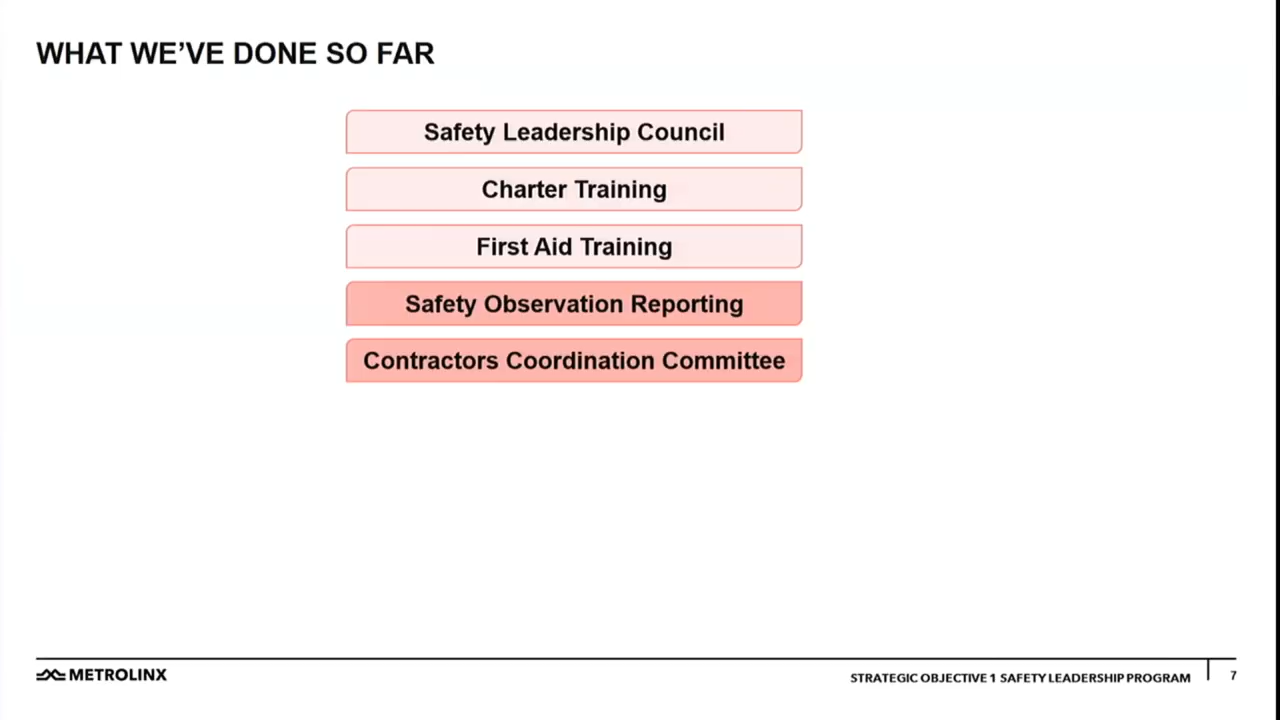 WHAT WE'VE DONE SO FAR
Safety Leadership Council
Charter Training
First Aid Training
Safety Observation Reporting
Contractors Coordination Committee
METROLINX
STRATEGIC OBJECTIVE 1 SAFETY LEADERSHIP PROGRAM
7